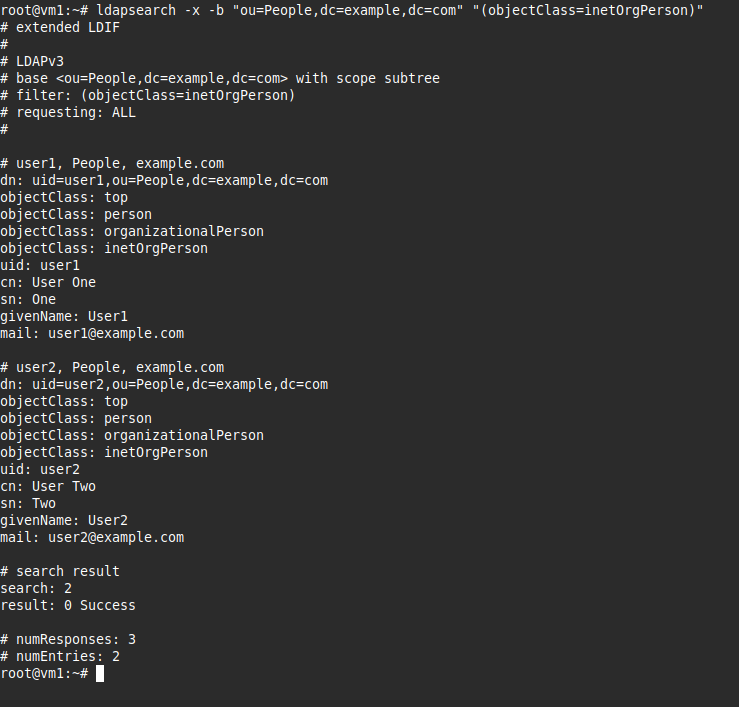 root@vm1:~# ldapsearch -x -b "ou=People,dc=example,dc=com" "(objectClass=inetOrgPerson)"
# extended LDIF
#
# LDAPv3
# base <ou=People,dc=example,dc=com> with scope subtree
# filter: (objectClass=inetOrgPerson)
# requesting: ALL
#

# user1, People, example.com
dn: uid=user1,ou=People,dc=example,dc=com
objectClass: top
objectClass: person
objectClass: organizationalPerson
objectClass: inetOrgPerson
uid: user1
cn: User One
sn: One
givenName: User1
mail: user1@example.com

# user2, People, example.com
dn: uid=user2,ou=People,dc=example,dc=com
objectClass: top
objectClass: person
objectClass: organizationalPerson
objectClass: inetOrgPerson
uid: user2
cn: User Two
sn: Two
givenName: User2
mail: user2@example.com

# search result
search: 2
result: 0 Success

# numResponses: 3
# numEntries: 2
root@vm1:~#